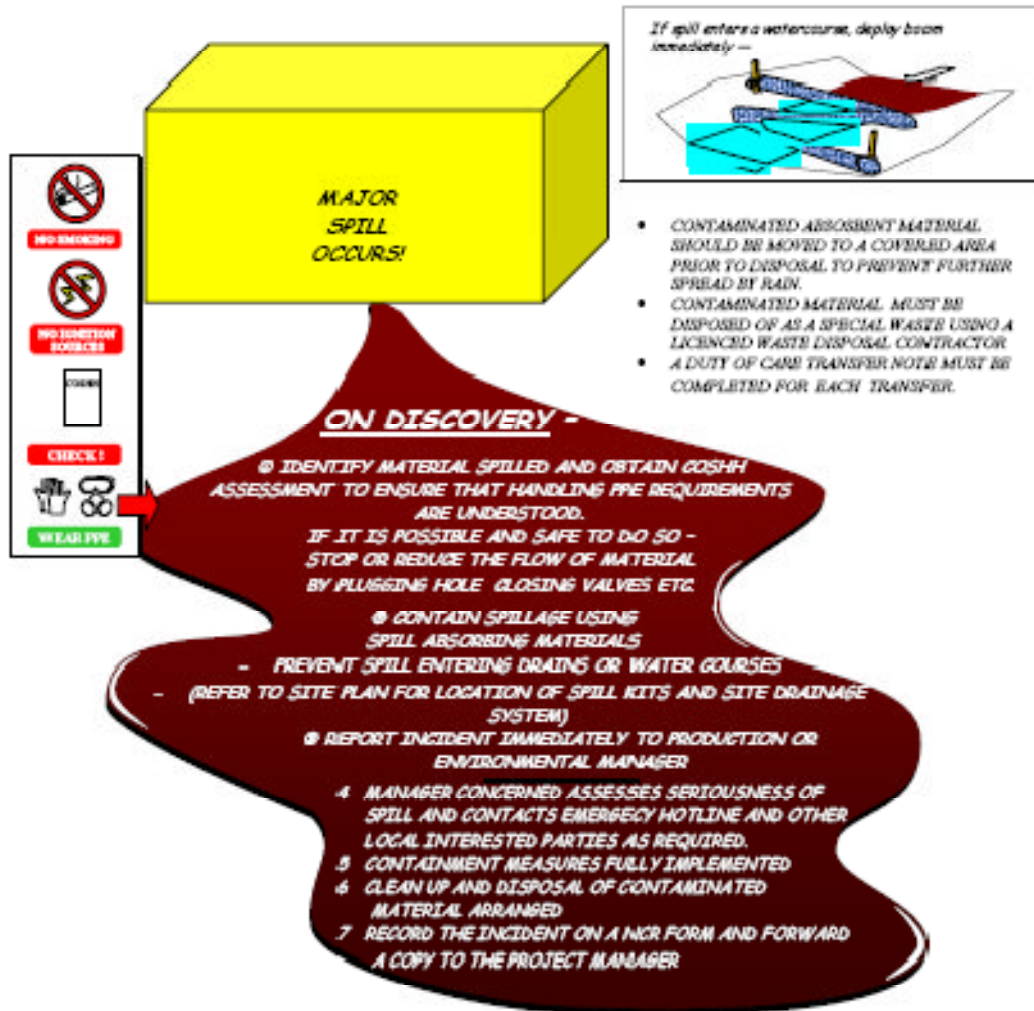 If spill enters a watercourse, deploy boom
immediately —
MAJOR
SPILL
OCCURS!
NO SMOKING
NO IGNITION
SOURCES
COSHH
CHECK !
WEAR PPE
• CONTAMINATED ABSOSBENT MATERIAL
SHOULD BE MOVED TO A COVERED AREA
PRIOR TO DISPOSAL TO PREVENT FURTHER
SPREAD BY RAIN.
• CONTAMINATED MATERIAL MUST BE
DISPOSED OF AS A SPECIAL WASTE USING A
LICENCED WASTE DISPOSAL CONTRACTOR
• A DUTY OF CARE TRANSFER NOTE MUST BE
COMPLETED FOR EACH TRANSFER.
ON DISCOVERY -
IDENTIFY MATERIAL SPILLED AND OBTAIN COSHH
ASSESSMENT TO ENSURE THAT HANDLING PPE REQUIREMENTS
ARE UNDERSTOOD.
IF IT IS POSSIBLE AND SAFE TO DO SO -
STOP OR REDUCE THE FLOW OF MATERIAL
BY PLUGGING HOLE CLOSING VALVES ETC.
CONTAIN SPILLAGE USING
SPILL ABSORBING MATERIALS
- PREVENT SPILL ENTERING DRAINS OR WATER COURSES
- (REFER TO SITE PLAN FOR LOCATION OF SPILL KITS AND SITE DRAINAGE
SYSTEM)
REPORT INCIDENT IMMEDIATELY TO PRODUCTION OR
ENVIRONMENTAL MANAGER
4 MANAGER CONCERNED ASSESSES SERIOUSNESS OF
SPILL AND CONTACTS EMERGECY HOTLINE AND OTHER
LOCAL INTERESTED PARTIES AS REQUIRED.
5 CONTAINMENT MEASURES FULLY IMPLEMENTED
6 CLEAN UP AND DISPOSAL OF CONTAMINATED
MATERIAL ARRANGED
7 RECORD THE INCIDENT ON A NCR FORM AND FORWARD
A COPY TO THE PROJECT MANAGER